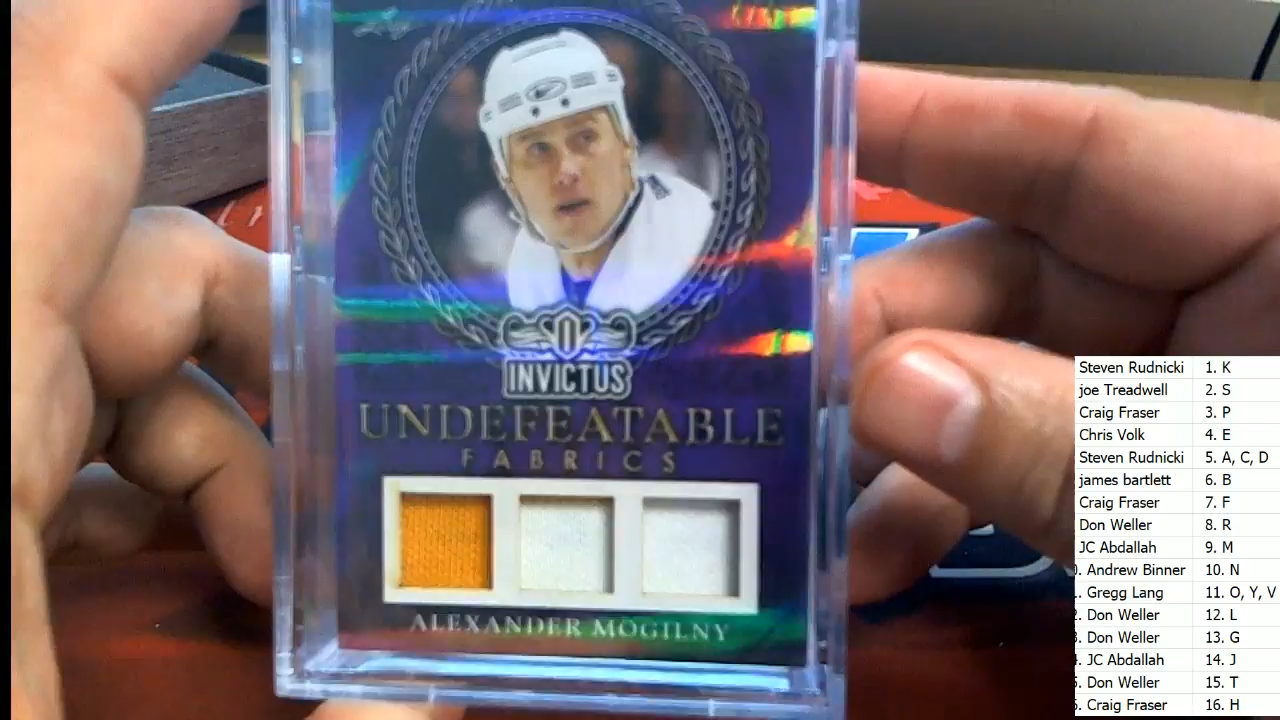 INVICTUS
UNDEFEATABLE
FABRICS
ALEXANDER MOGILNY
Steven Rudnicki 1. K
joe Treadwell 2. S
Craig Fraser 3. P
Chris Volk 4. E
Steven Rudnicki 5. A, C, D
james bartlett 6. B
Craig Fraser 7. F
Don Weller 8. R
JC Abdallah 9. M
. Andrew Binner 10. N
. Gregg Lang 11. O, Y, V
. Don Weller 12. L
. Don Weller 13. G
. JC Abdallah 14. J
. Don Weller 15. T
. Craig Fraser 16. H